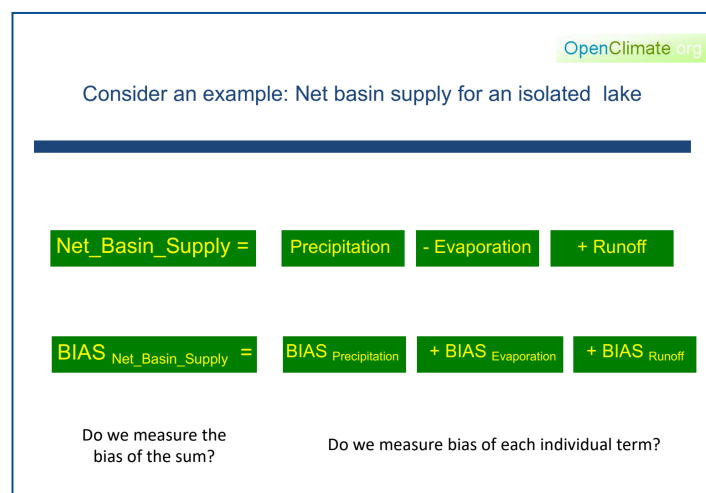 OpenClimate.org
Consider an example: Net basin supply for an isolated lake
Net_Basin_Supply = Precipitation - Evaporation + Runoff
BIAS Net_Basin_Supply = BIAS Precipitation + BIAS Evaporation + BIAS Runoff
Do we measure the
bias of the sum?
Do we measure bias of each individual term?